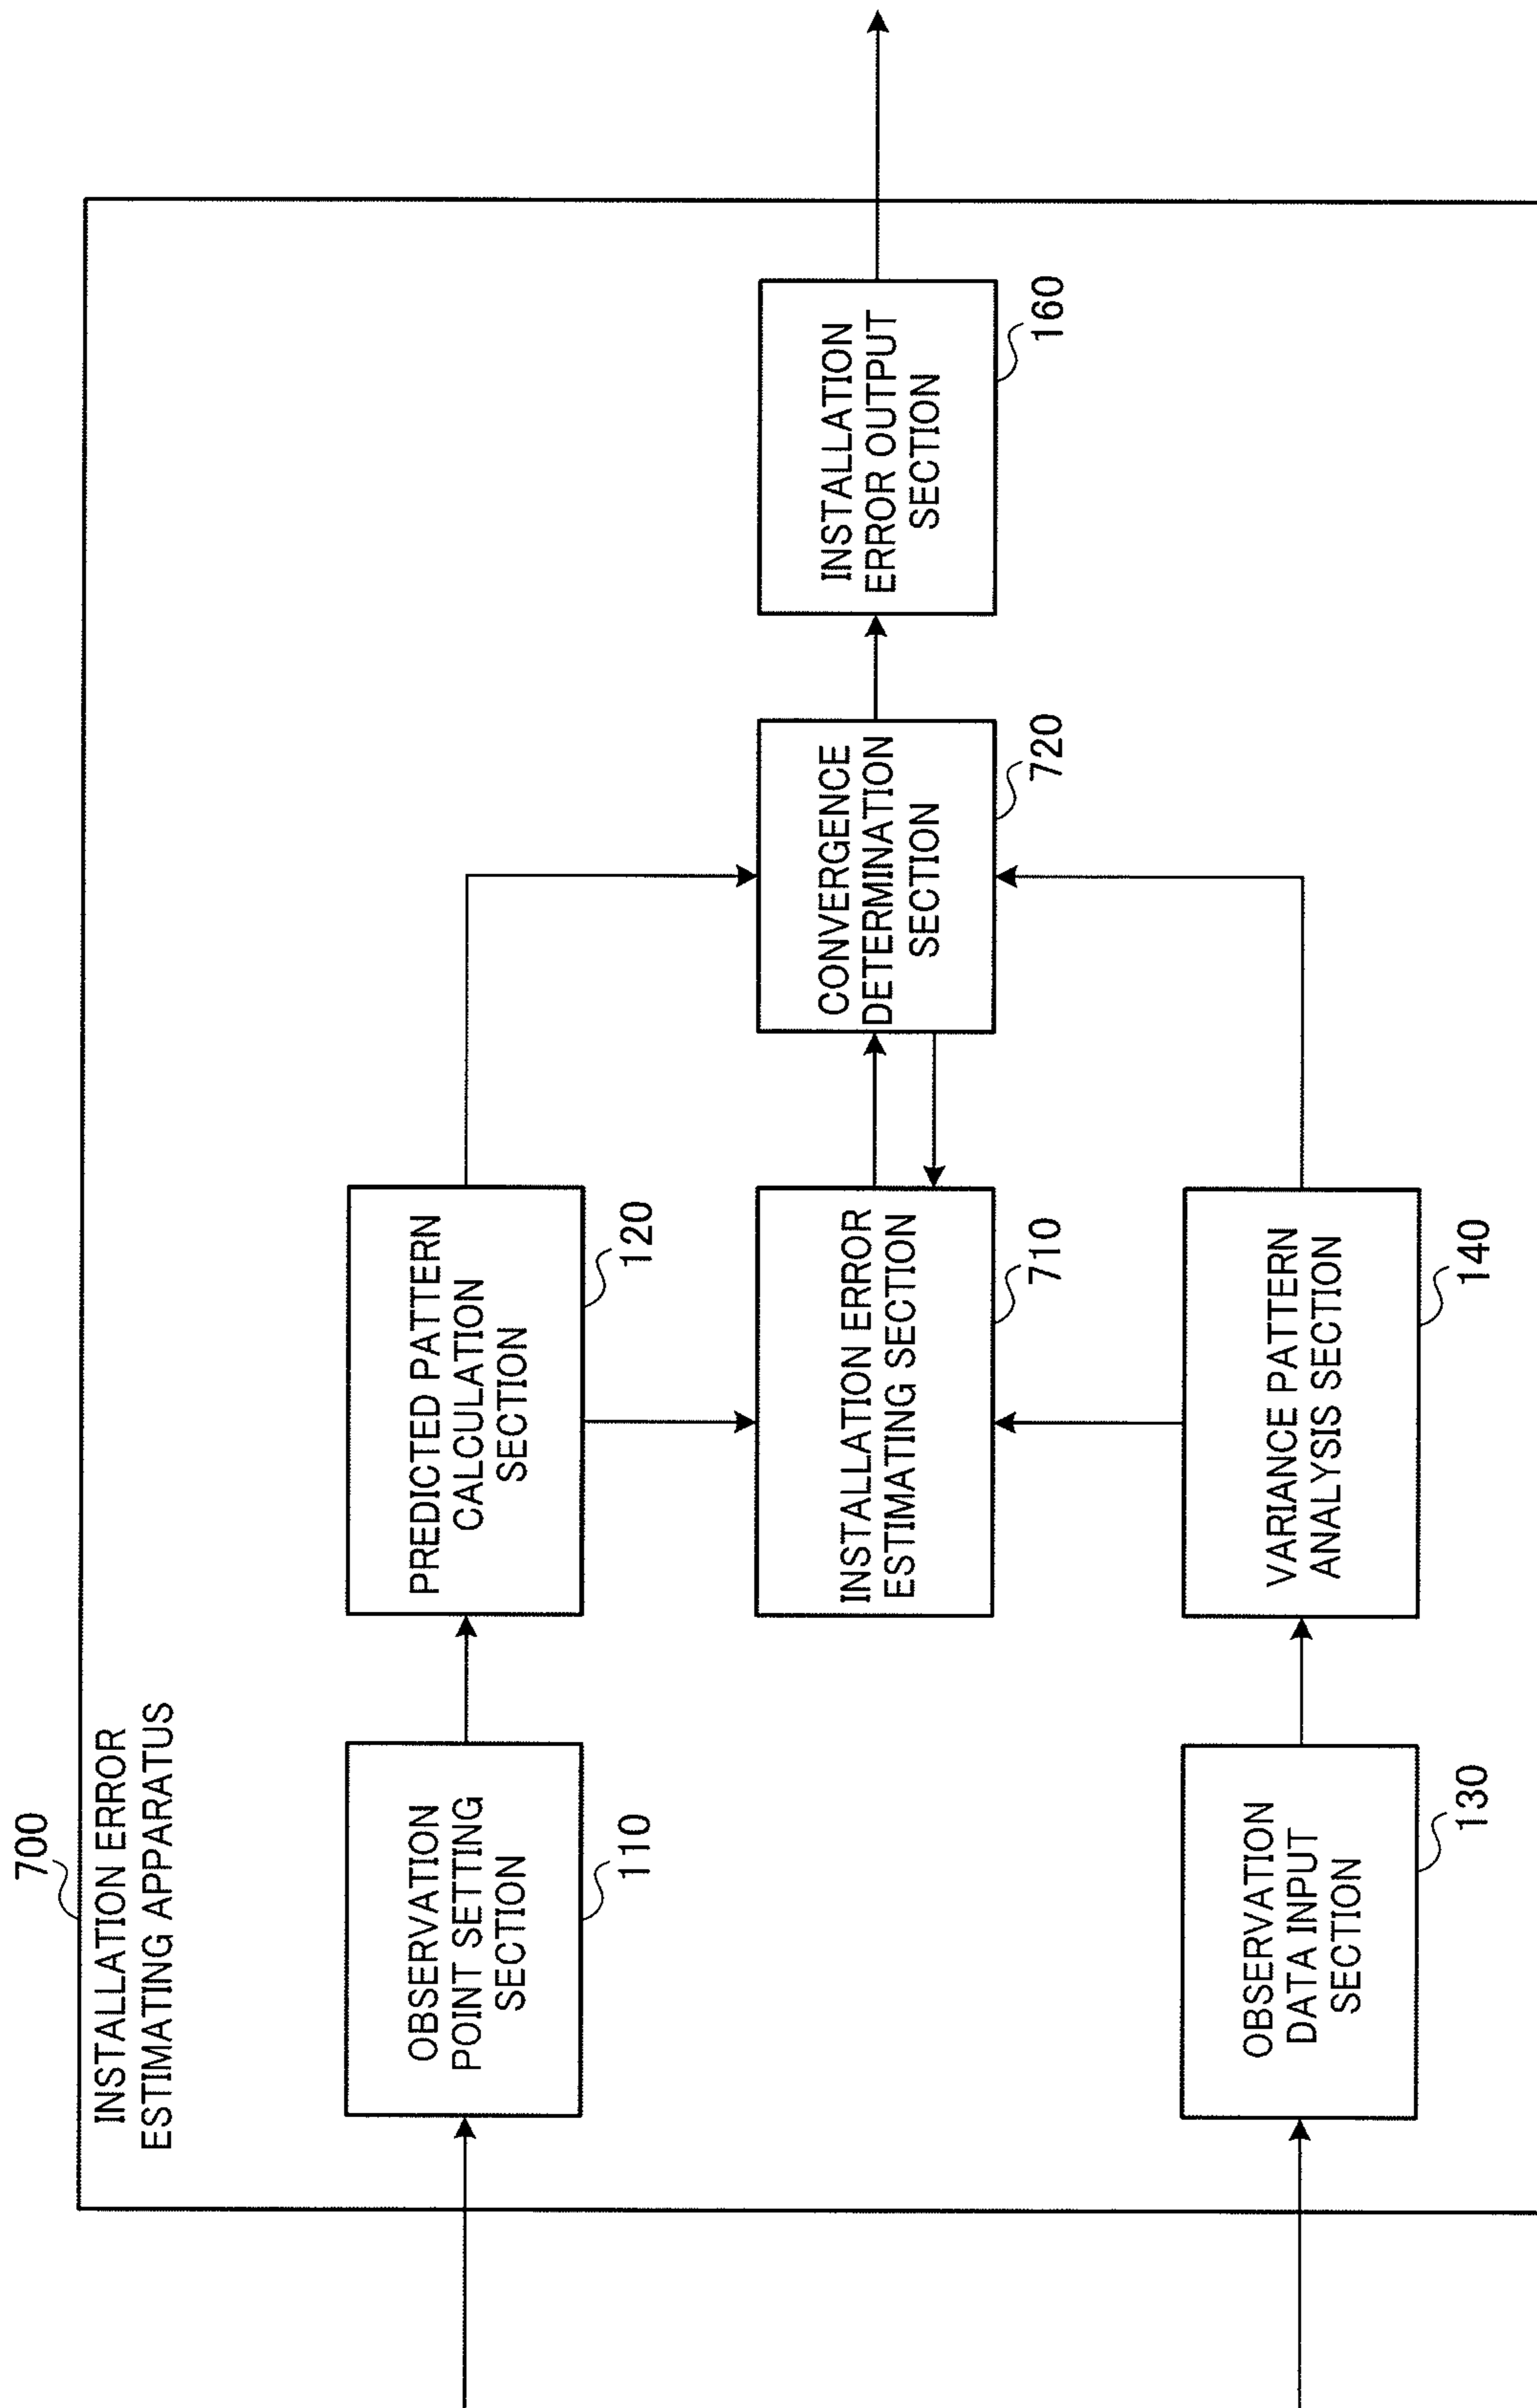 700
INSTALLATION ERROR
ESTIMATING APPARATUS
OBSERVATION
POINT SETTING
SECTION
110
PREDICTED PATTERN
CALCULATION
SECTION
120
INSTALLATION ERROR
ESTIMATING SECTION
710
CONVERGENCE
DETERMINATION
SECTION
720
INSTALLATION
ERROR OUTPUT
SECTION
160
OBSERVATION
DATA INPUT
SECTION
130
VARIANCE PATTERN
ANALYSIS SECTION
140